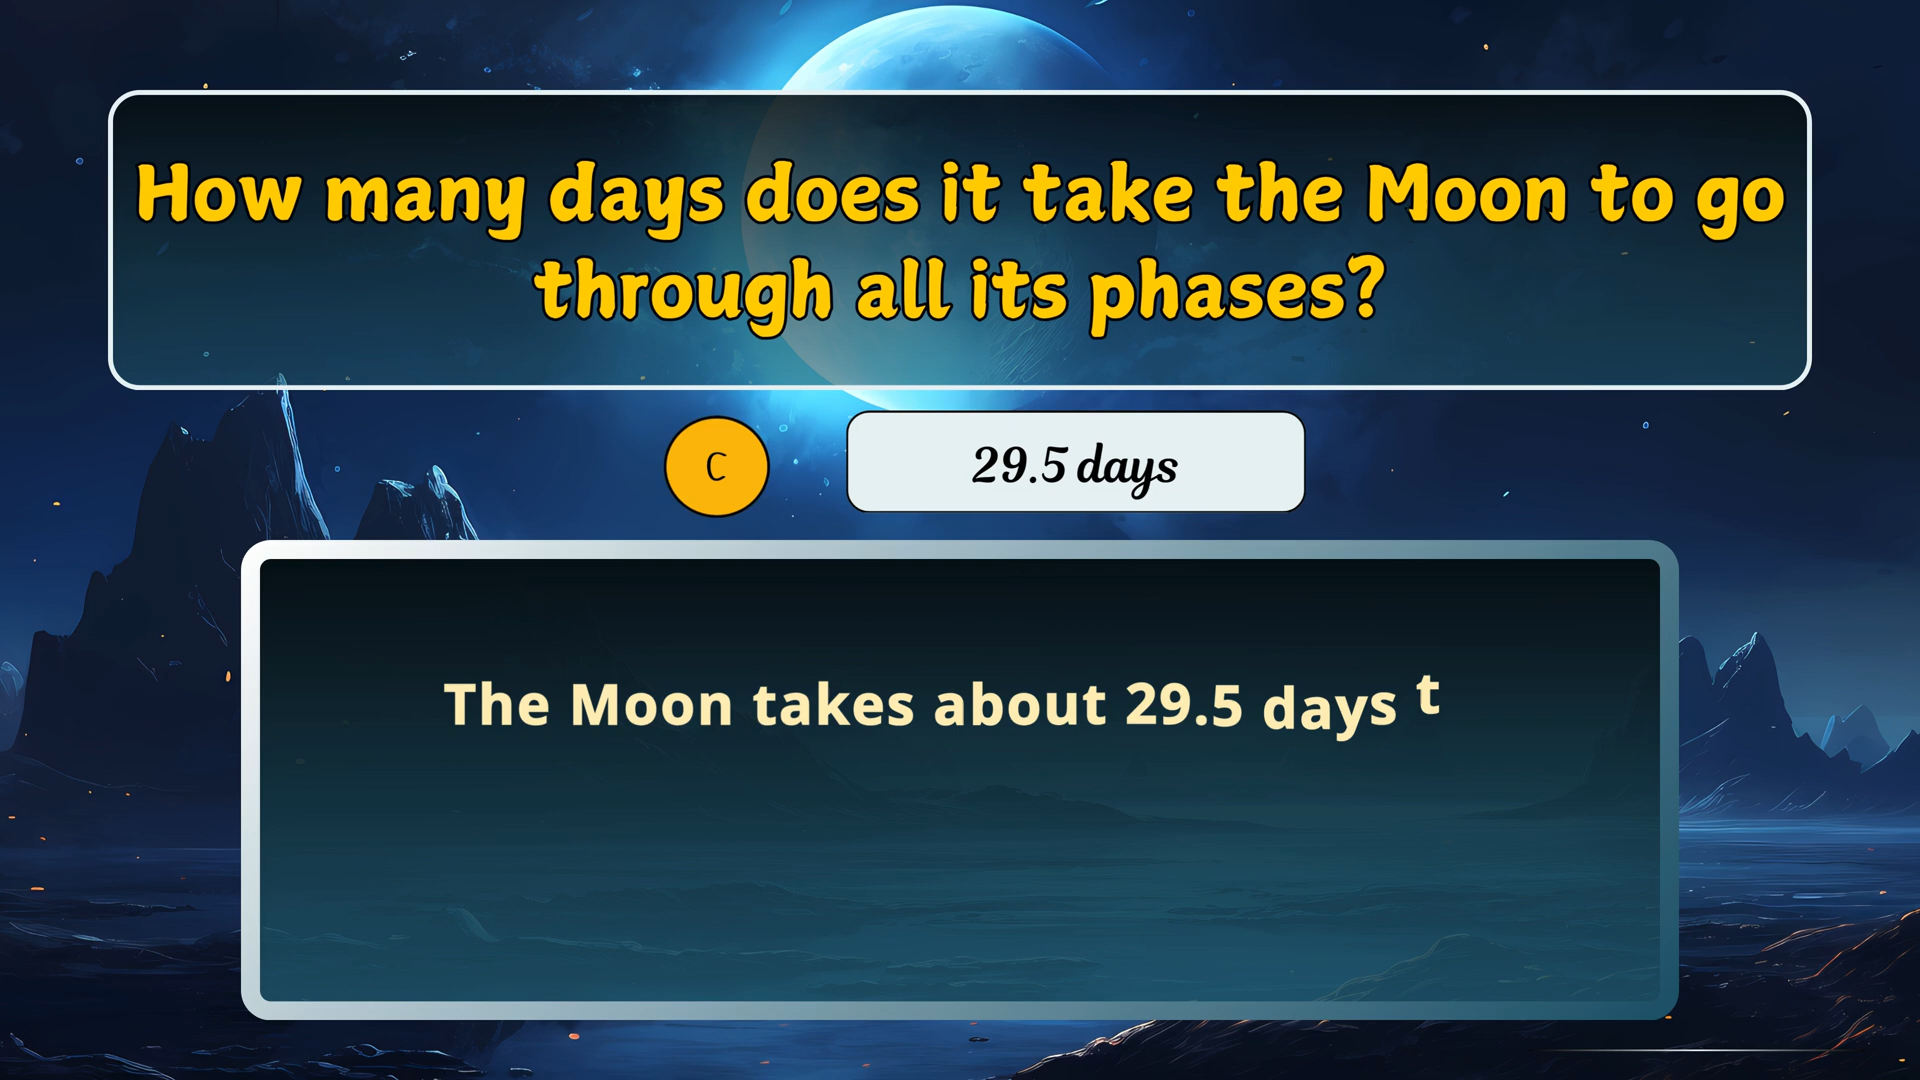 How many days does it take the Moon to go
through all its phases?
C
29.5 days
The Moon takes about 29.5 days t